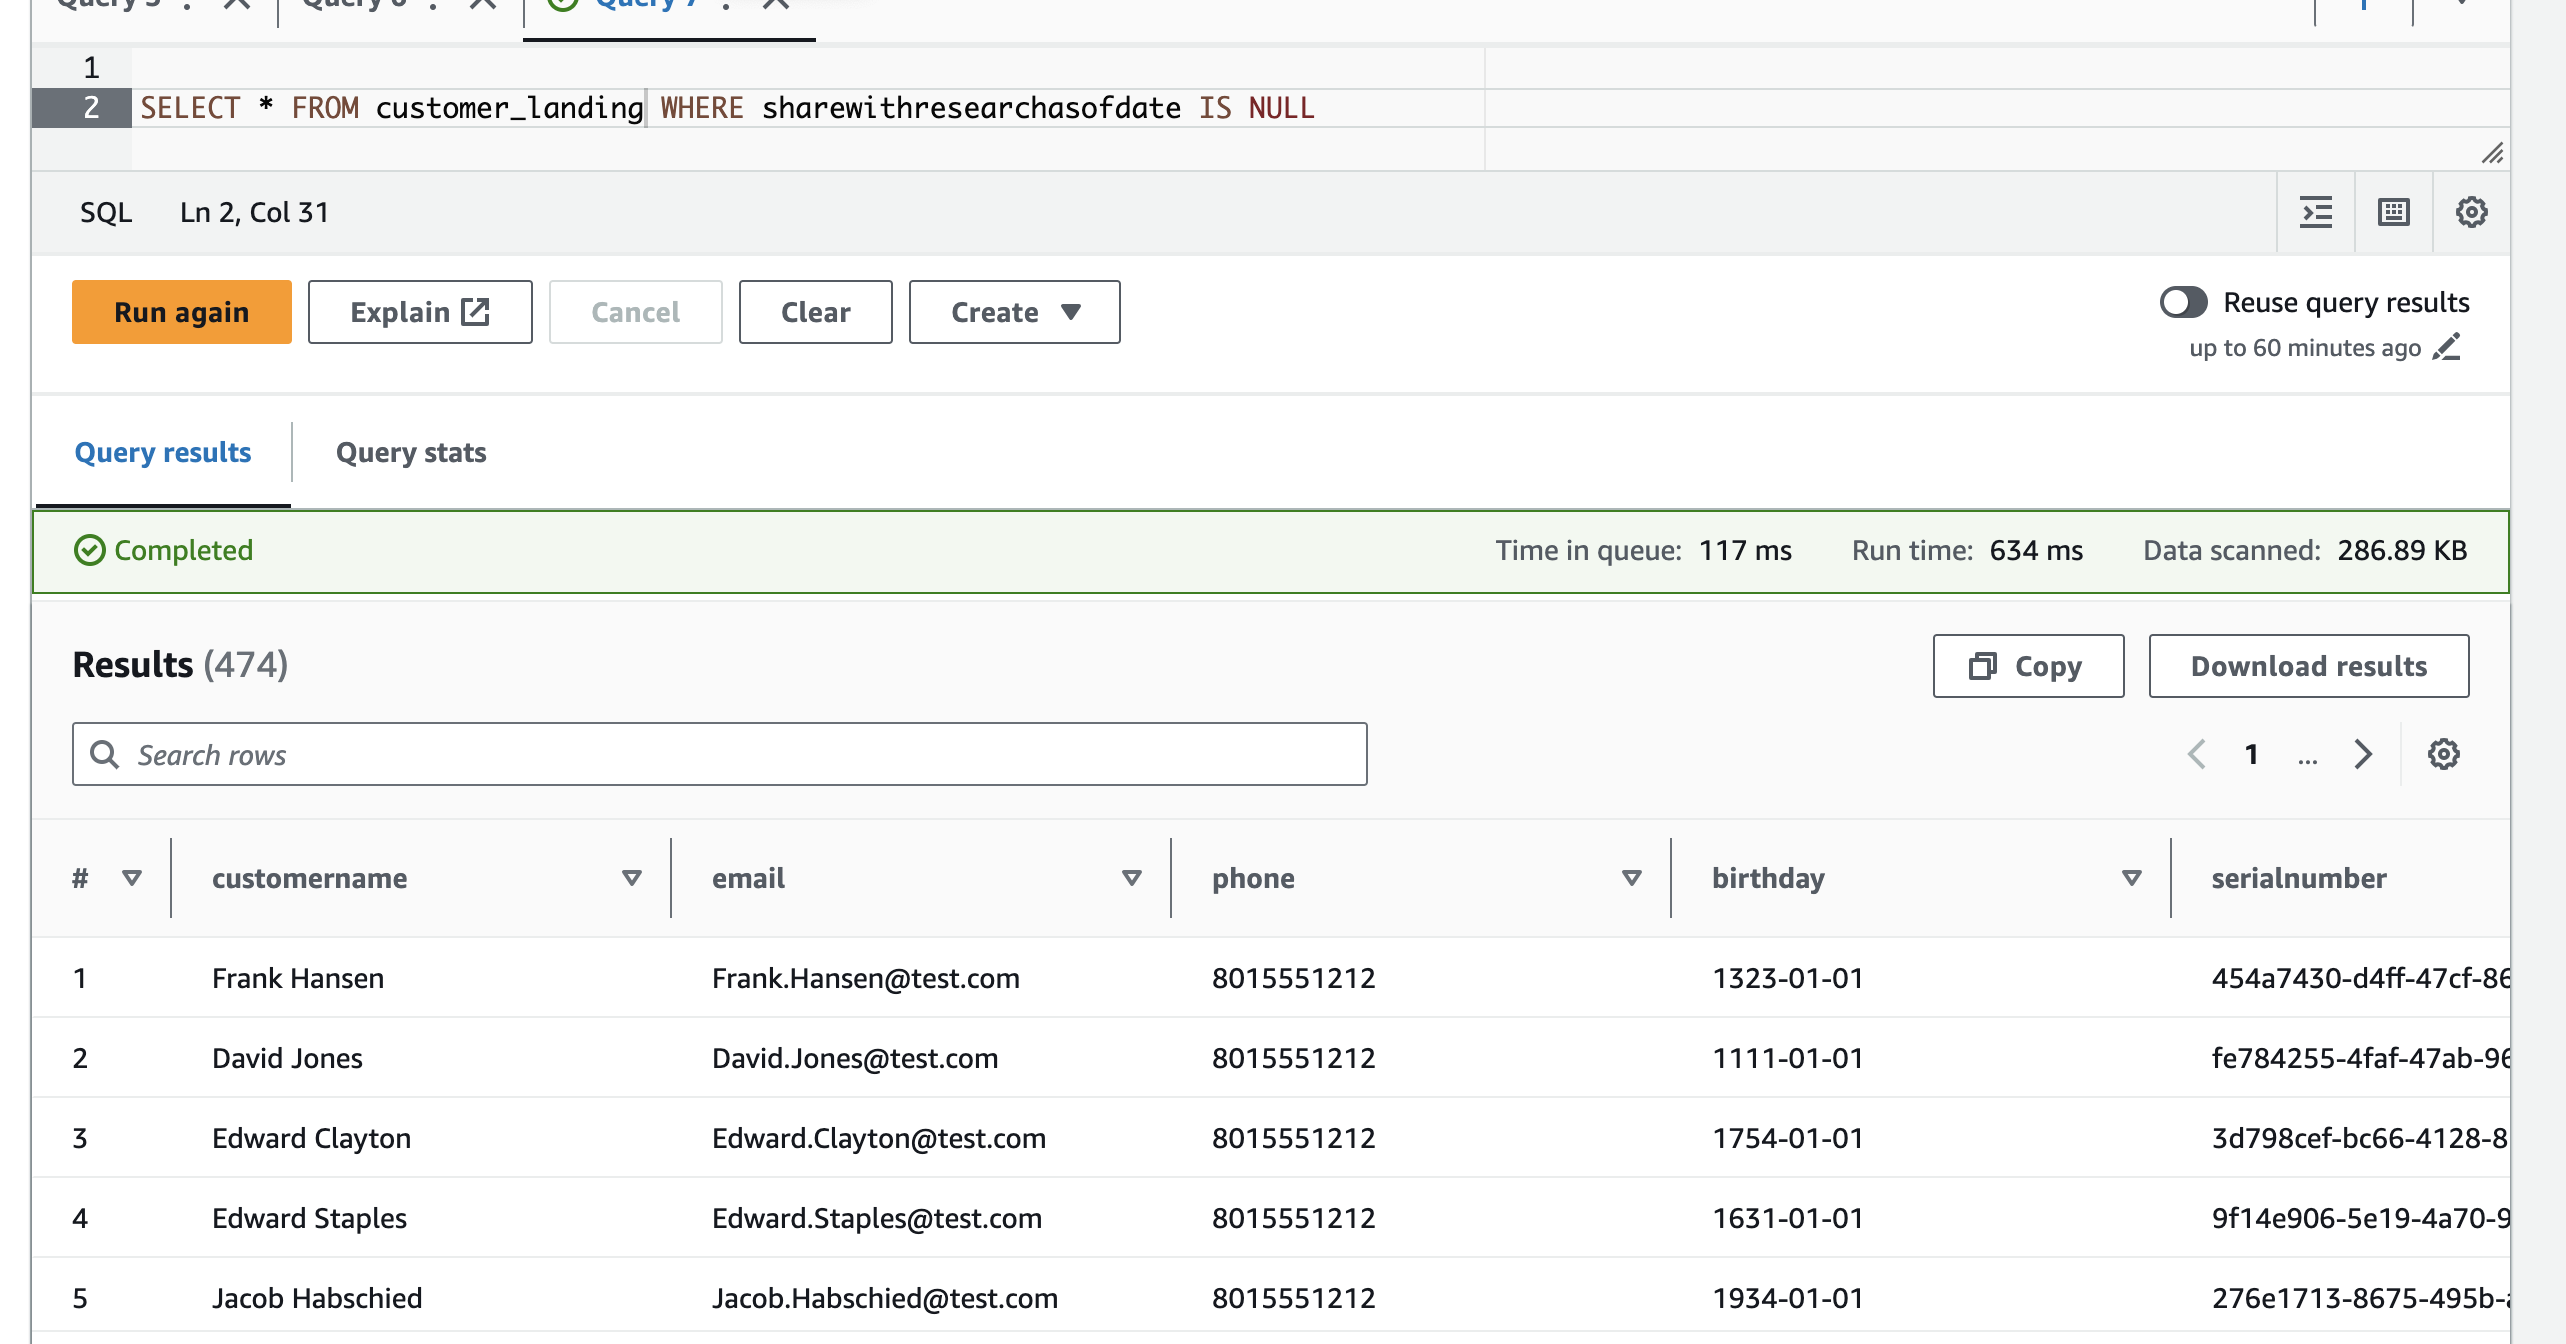 Query 7
1
2 SELECT * FROM customer_landing WHERE sharewithresearchasofdate IS NULL
SQL Ln 2, Col 31
Run again Explain Cancel Clear Create Reuse query results
up to 60 minutes ago
Query results Query stats
Completed Time in queue: 117 ms Run time: 634 ms Data scanned: 286.89 KB
Results (474) Copy Download results
Search rows 1 ...
# customername email phone birthday serialnumber
1 Frank Hansen Frank.Hansen@test.com 8015551212 1323-01-01 454a7430-d4ff-47cf-86
2 David Jones David.Jones@test.com 8015551212 1111-01-01 fe784255-4faf-47ab-96
3 Edward Clayton Edward.Clayton@test.com 8015551212 1754-01-01 3d798cef-bc66-4128-8
4 Edward Staples Edward.Staples@test.com 8015551212 1631-01-01 9f14e906-5e19-4a70-9
5 Jacob Habschied Jacob.Habschied@test.com 8015551212 1934-01-01 276e1713-8675-495b-